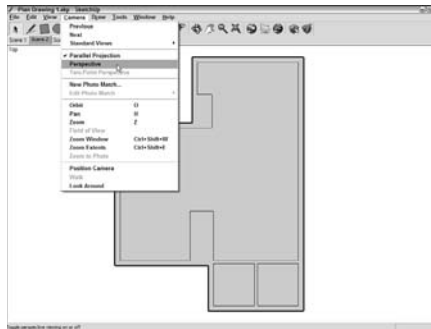 Plan Drawing 1.skp - SketchUp
File Edit View Camera Draw Tools Window Help
Scene 1 Scene 2
Top
Previous
Next
Standard Views
Parallel Projection
Perspective
Two-Point Perspective
New Photo Match...
Edit Photo Match
Orbit O
Pan H
Zoom Z
Field of View
Zoom Window Ctrl+Shift+W
Zoom Extents Ctrl+Shift+E
Zoom to Photo
Position Camera
Walk
Look Around